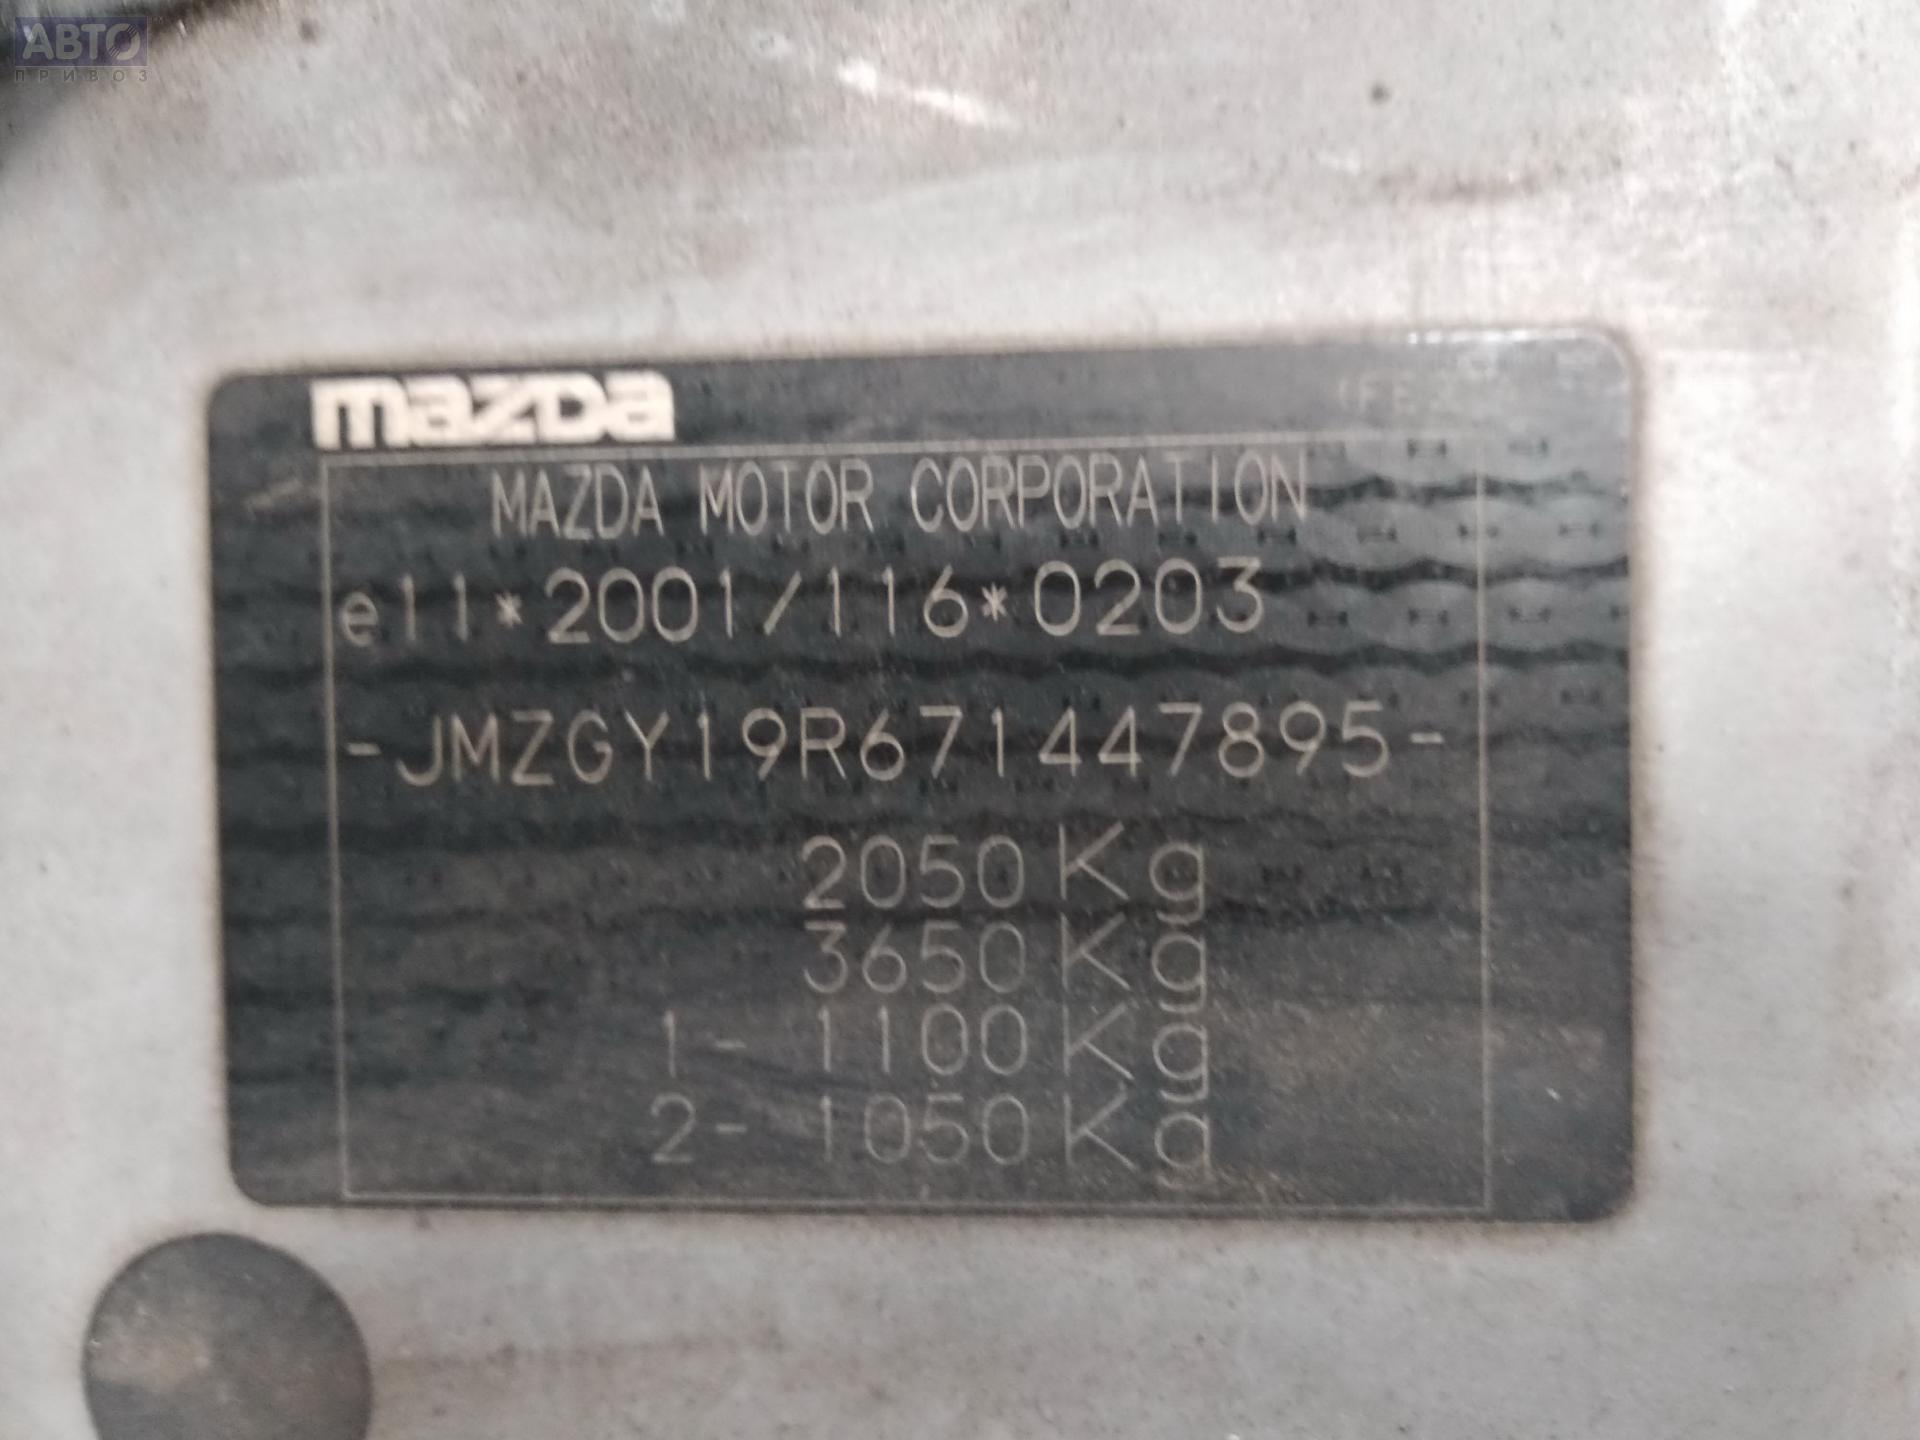 АВТО
ПРИВОЗ
mazda
MAZDA MOTOR CORPORATION
e11*2001/116*0203
-JMZGY19R671447895-
2050Kg
3650Kg
1- 1100Kg
2- 1050Kg